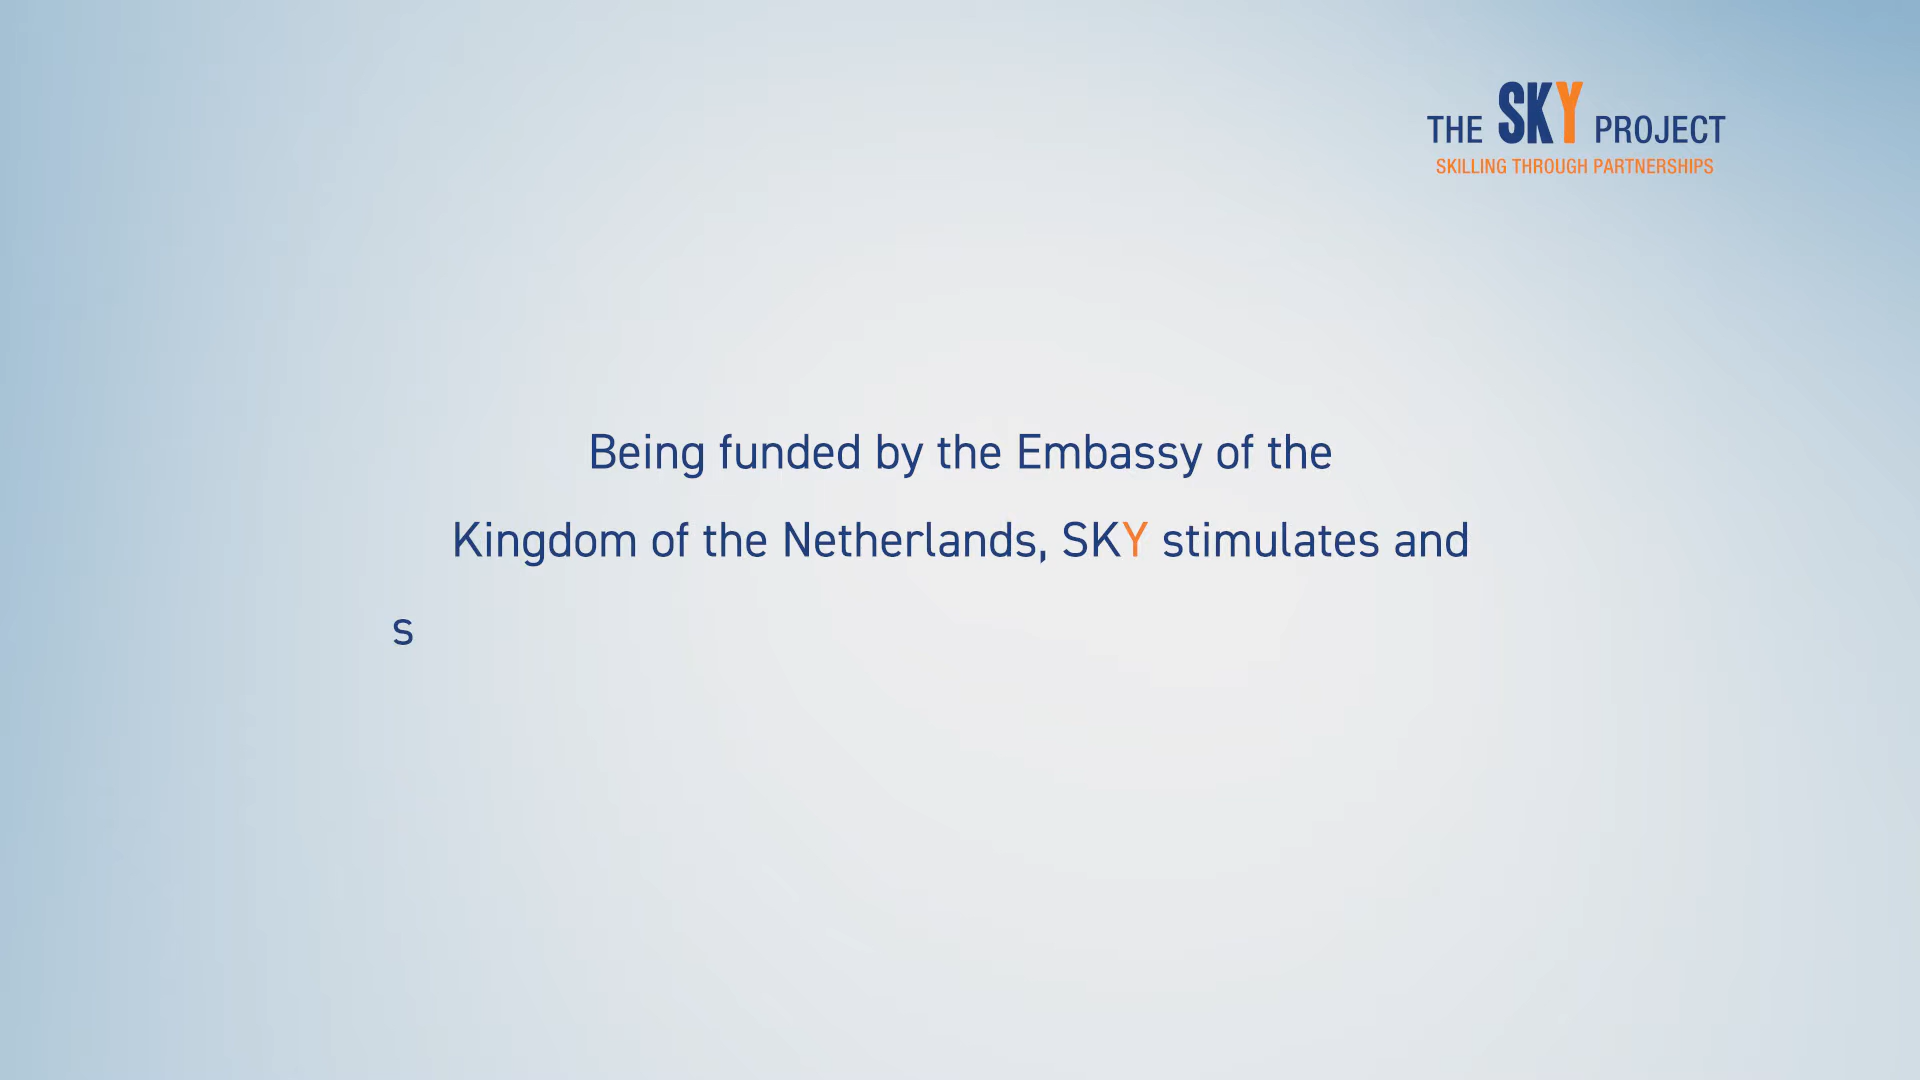 THE SKY PROJECT
SKILLING THROUGH PARTNERSHIPS
Being funded by the Embassy of the
Kingdom of the Netherlands, SKY stimulates and
s